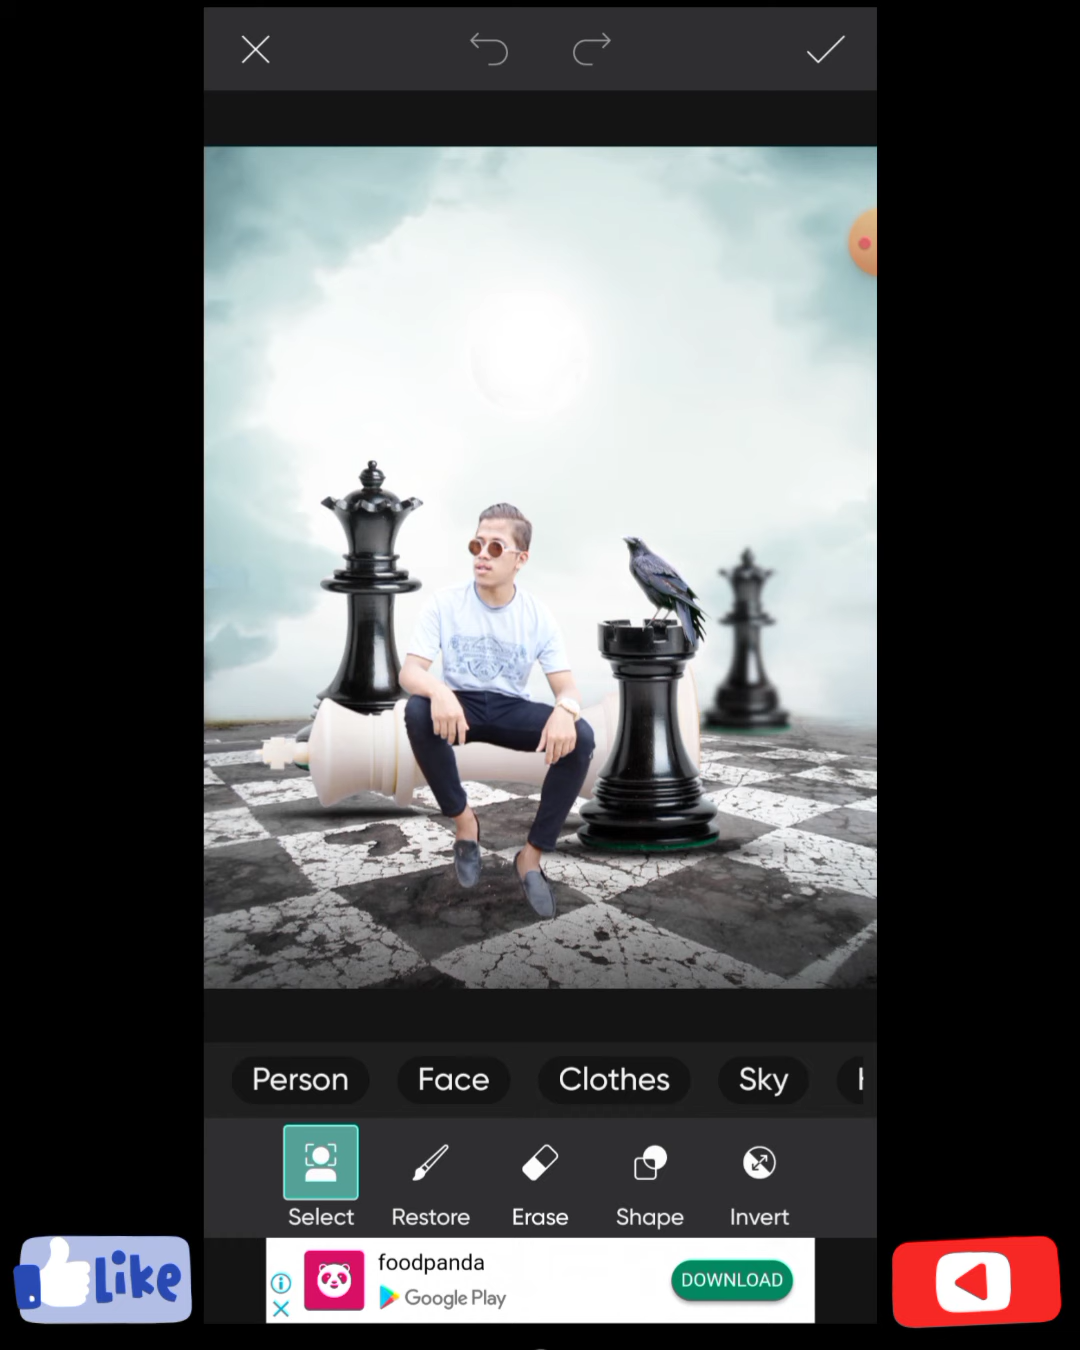 Person
Face
Clothes
Sky
Select
Restore
Erase
Shape
Invert
Like
foodpanda
Google Play
DOWNLOAD